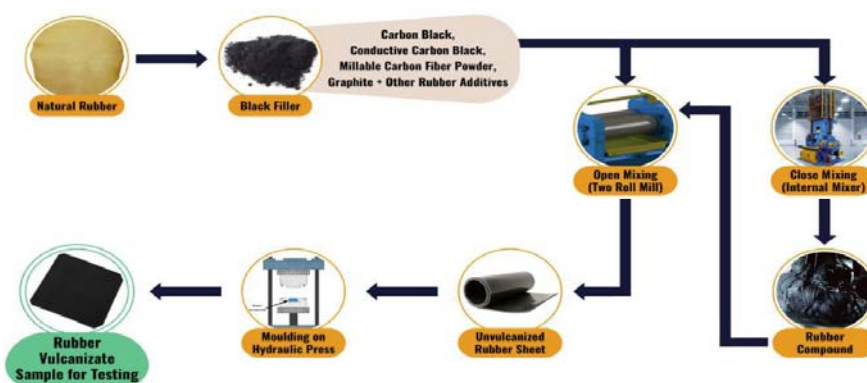 Carbon Black,
Conductive Carbon Black,
Millable Carbon Fiber Powder,
Graphite + Other Rubber Additives
Natural Rubber
Black Filler
Open Mixing
(Two Roll Mill)
Close Mixing
(Internal Mixer)
Rubber
Vulcanizate
Sample for Testing
Moulding on
Hydraulic Press
Unvulcanized
Rubber Sheet
Rubber
Compound